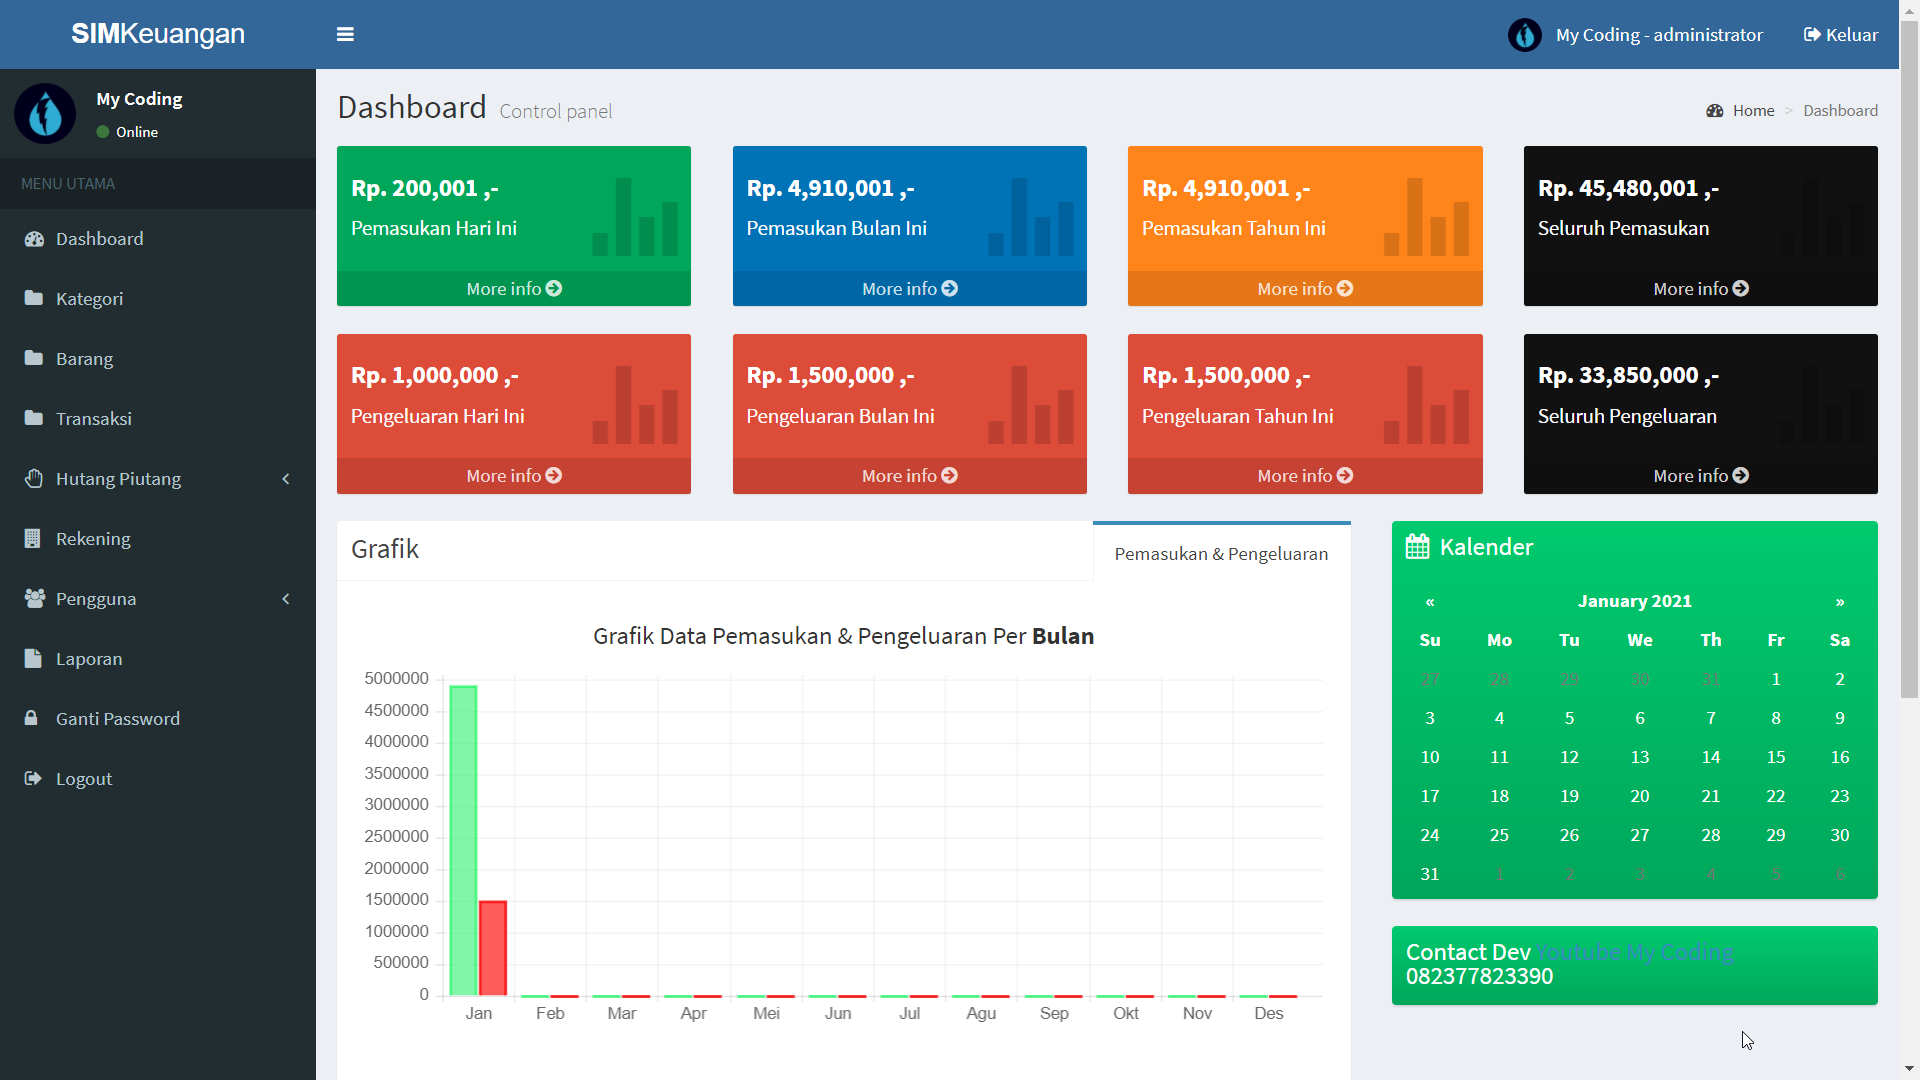 SIMKeuangan
My Coding - administrator
Keluar
My Coding
Online
MENU UTAMA
Dashboard
Kategori
Barang
Transaksi
Hutang Piutang
Rekening
Pengguna
Laporan
Ganti Password
Logout
Dashboard Control panel
Home > Dashboard
Rp. 200,001 ,-
Pemasukan Hari Ini
More info
Rp. 4,910,001 ,-
Pemasukan Bulan Ini
More info
Rp. 4,910,001 ,-
Pemasukan Tahun Ini
More info
Rp. 45,480,001 ,-
Seluruh Pemasukan
More info
Rp. 1,000,000 ,-
Pengeluaran Hari Ini
More info
Rp. 1,500,000 ,-
Pengeluaran Bulan Ini
More info
Rp. 1,500,000 ,-
Pengeluaran Tahun Ini
More info
Rp. 33,850,000 ,-
Seluruh Pengeluaran
More info
Grafik
Pemasukan & Pengeluaran
Grafik Data Pemasukan & Pengeluaran Per Bulan
5000000
4500000
4000000
3500000
3000000
2500000
2000000
1500000
1000000
500000
0
Jan Feb Mar Apr Mei Jun Jul Agu Sep Okt Nov Des
Kalender
« January 2021 »
Su Mo Tu We Th Fr Sa
27 28 29 30 31 1 2
3 4 5 6 7 8 9
10 11 12 13 14 15 16
17 18 19 20 21 22 23
24 25 26 27 28 29 30
31 1 2 3 4 5 6
Contact Dev Youtube My Coding
082377823390